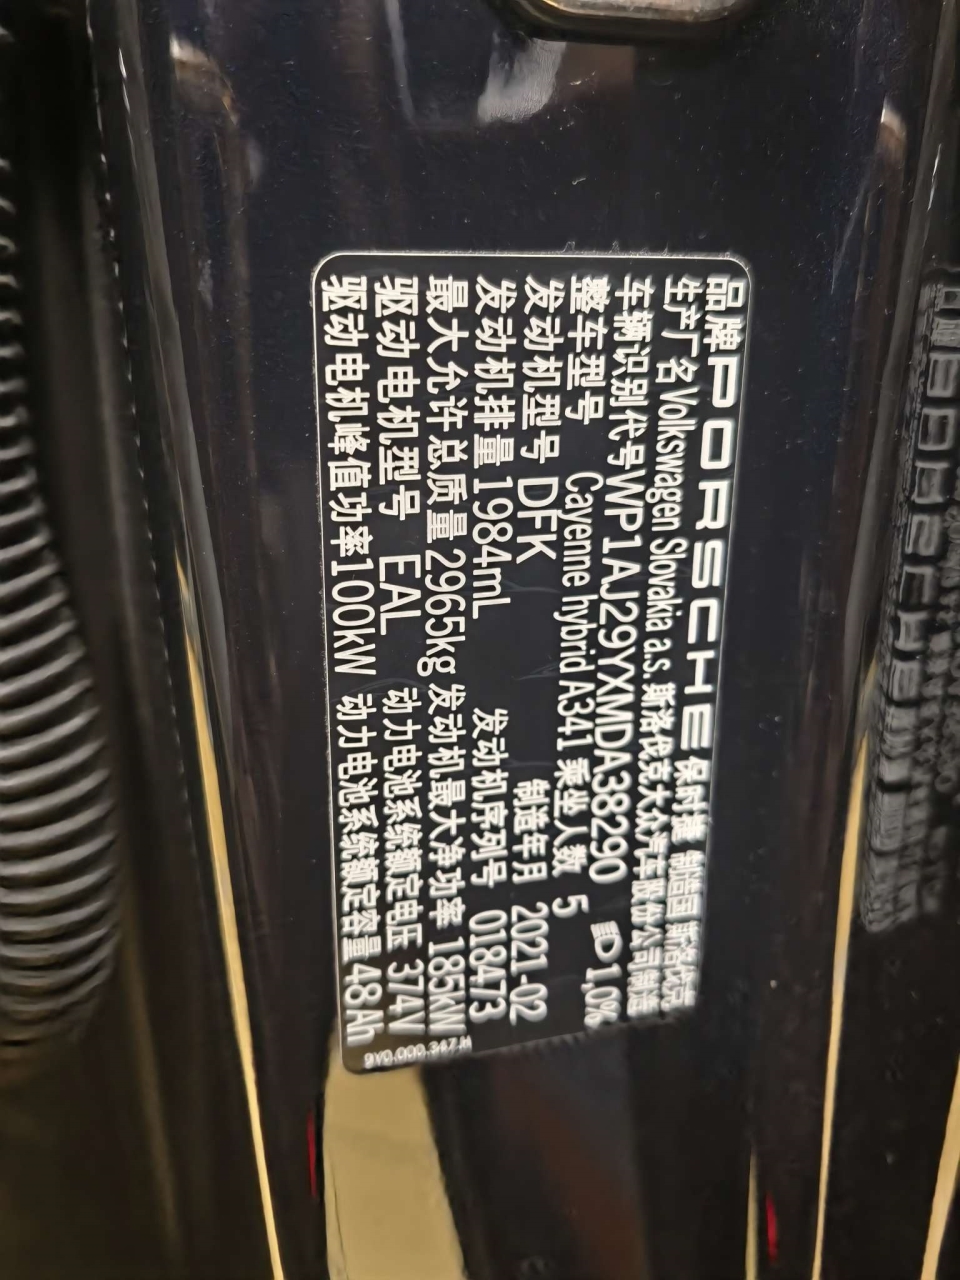 品牌 PORSCHE 保时捷 制造国 斯洛伐克
生产厂名 Volkswagen Slovakia a.s. 斯洛伐克大众汽车股份公司制造
车辆识别代号 WP1AJ29YXMDA38290 1,0%
整车型号 Cayenne hybrid A341 乘坐人数 5
发动机型号 DFK 制造年月 2021-02
发动机排量 1984mL 发动机序列号 018473
最大允许总质量 2965kg 发动机最大净功率 185kW
驱动电机型号 EAL 动力电池系统额定电压 374V
驱动电机峰值功率 100kW 动力电池系统额定容量 48Ah
9Y0.000.347.H